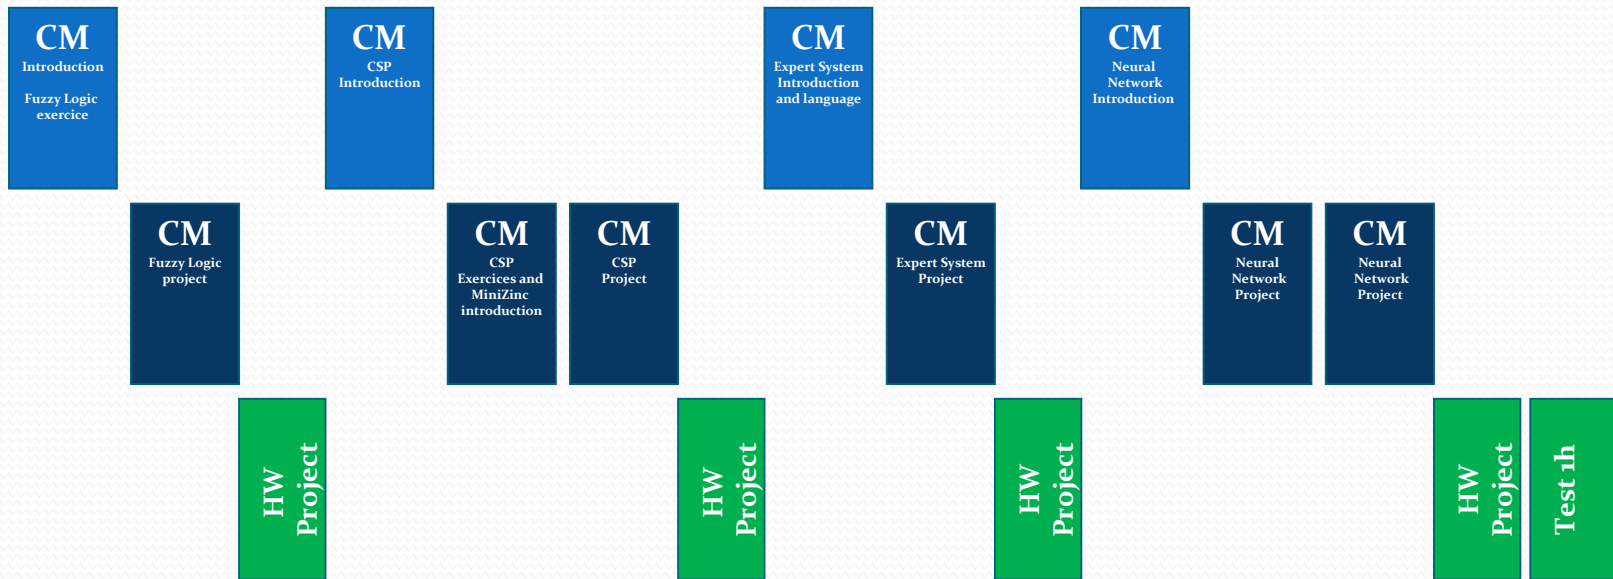 CM
Introduction
Fuzzy Logic
exercice
CM
CSP
Introduction
CM
Expert System
Introduction
and language
CM
Neural
Network
Introduction
CM
Fuzzy Logic
project
CM
CSP
Exercices and
MiniZinc
introduction
CM
CSP
Project
CM
Expert System
Project
CM
Neural
Network
Project
CM
Neural
Network
Project
HW
Project
HW
Project
HW
Project
HW
Project
Test 1h